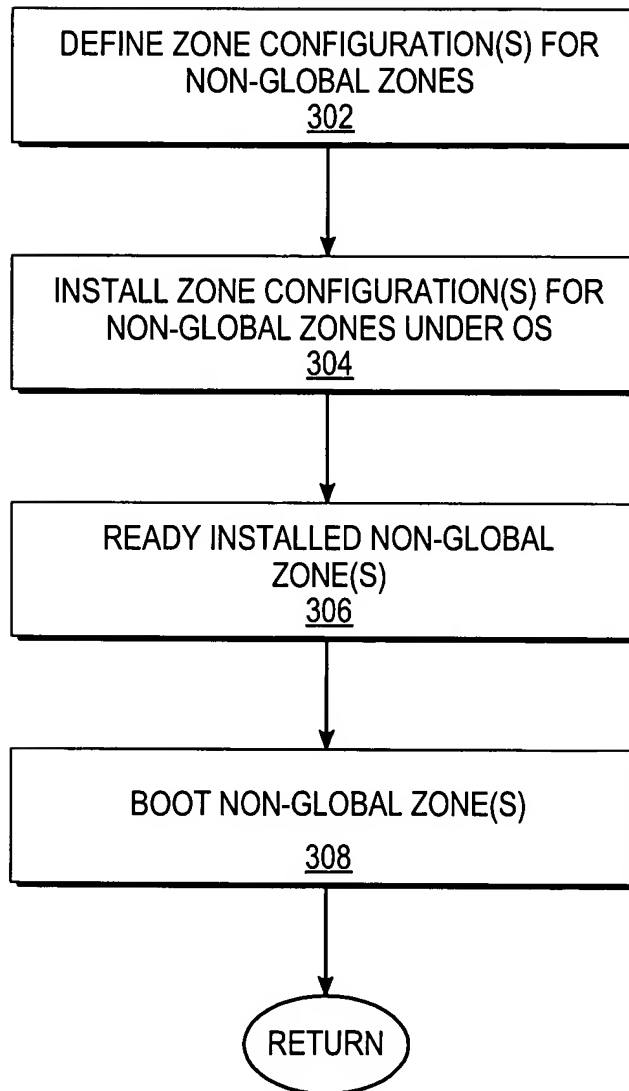 DEFINE ZONE CONFIGURATION(S) FOR
NON-GLOBAL ZONES
302
INSTALL ZONE CONFIGURATION(S) FOR
NON-GLOBAL ZONES UNDER OS
304
READY INSTALLED NON-GLOBAL
ZONE(S)
306
BOOT NON-GLOBAL ZONE(S)
308
RETURN